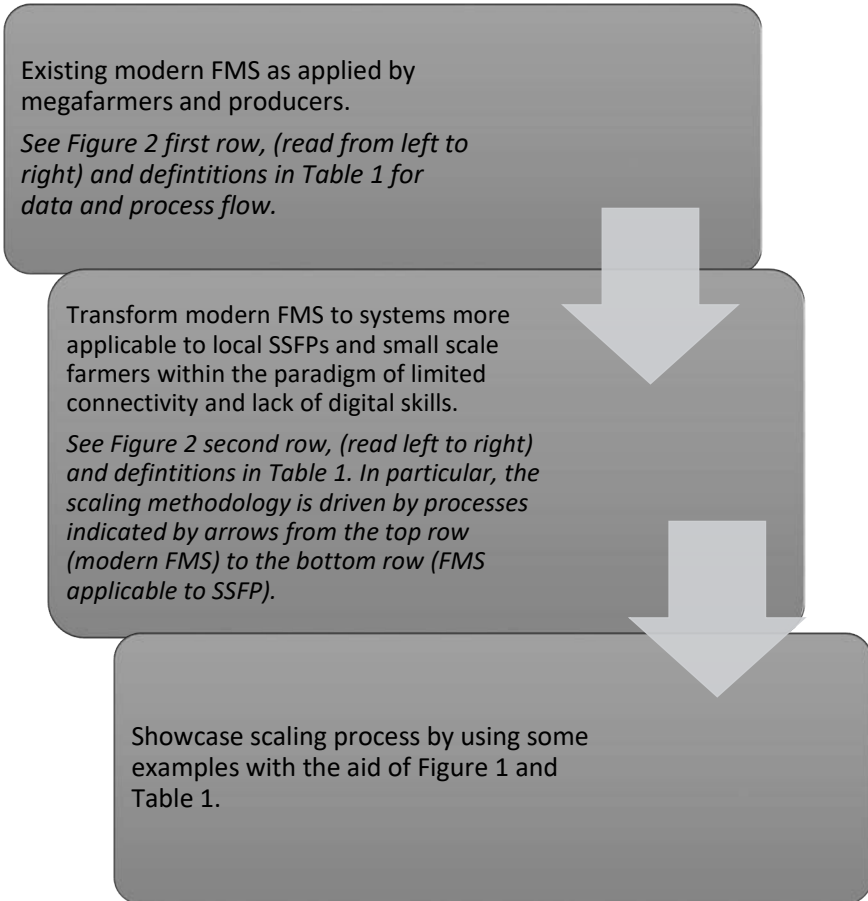 Existing modern FMS as applied by
megafarmers and producers.
See Figure 2 first row, (read from left to
right) and defintitions in Table 1 for
data and process flow.
Transform modern FMS to systems more
applicable to local SSFPs and small scale
farmers within the paradigm of limited
connectivity and lack of digital skills.
See Figure 2 second row, (read left to right)
and defintitions in Table 1. In particular, the
scaling methodology is driven by processes
indicated by arrows from the top row
(modern FMS) to the bottom row (FMS
applicable to SSFP).
Showcase scaling process by using some
examples with the aid of Figure 1 and
Table 1.